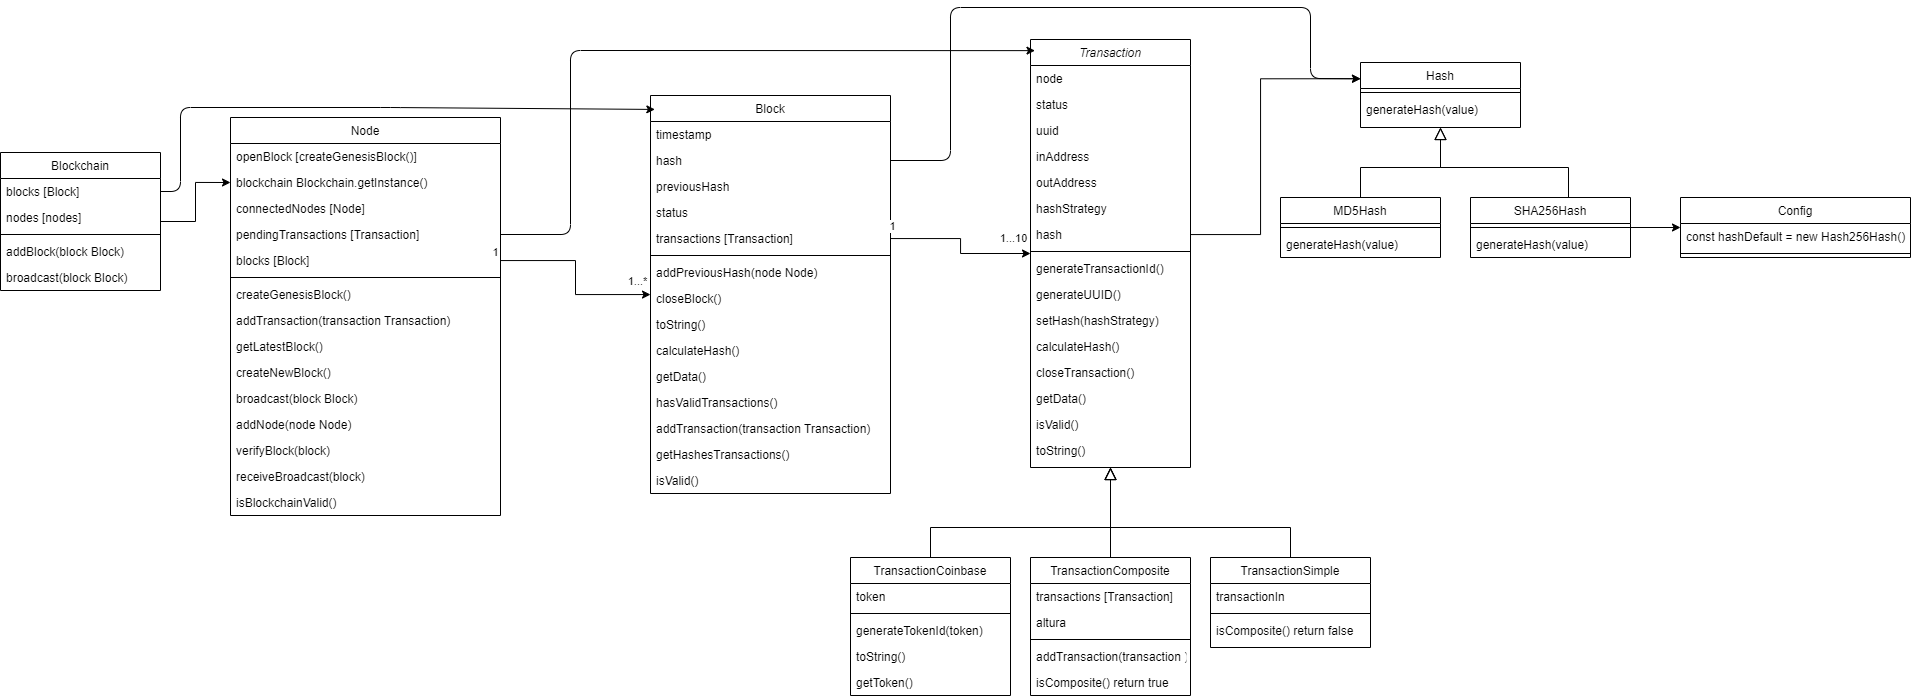 Blockchain
blocks [Block]
nodes [nodes]
addBlock(block Block)
broadcast(block Block)
Node
openBlock [createGenesisBlock()]
blockchain Blockchain.getInstance()
connectedNodes [Node]
pendingTransactions [Transaction]
blocks [Block]
createGenesisBlock()
addTransaction(transaction Transaction)
getLatestBlock()
createNewBlock()
broadcast(block Block)
addNode(node Node)
verifyBlock(block)
receiveBroadcast(block)
isBlockchainValid()
1
1...*
Block
timestamp
hash
previousHash
status
transactions [Transaction]
addPreviousHash(node Node)
closeBlock()
toString()
calculateHash()
getData()
hasValidTransactions()
addTransaction(transaction Transaction)
getHashesTransactions()
isValid()
1
1...10
Transaction
node
status
uuid
inAddress
outAddress
hashStrategy
hash
generateTransactionId()
generateUUID()
setHash(hashStrategy)
calculateHash()
closeTransaction()
getData()
isValid()
toString()
Hash
generateHash(value)
MD5Hash
generateHash(value)
SHA256Hash
generateHash(value)
Config
const hashDefault = new Hash256Hash()
TransactionCoinbase
token
generateTokenId(token)
toString()
getToken()
TransactionComposite
transactions [Transaction]
altura
addTransaction(transaction )
isComposite() return true
TransactionSimple
transactionIn
isComposite() return false